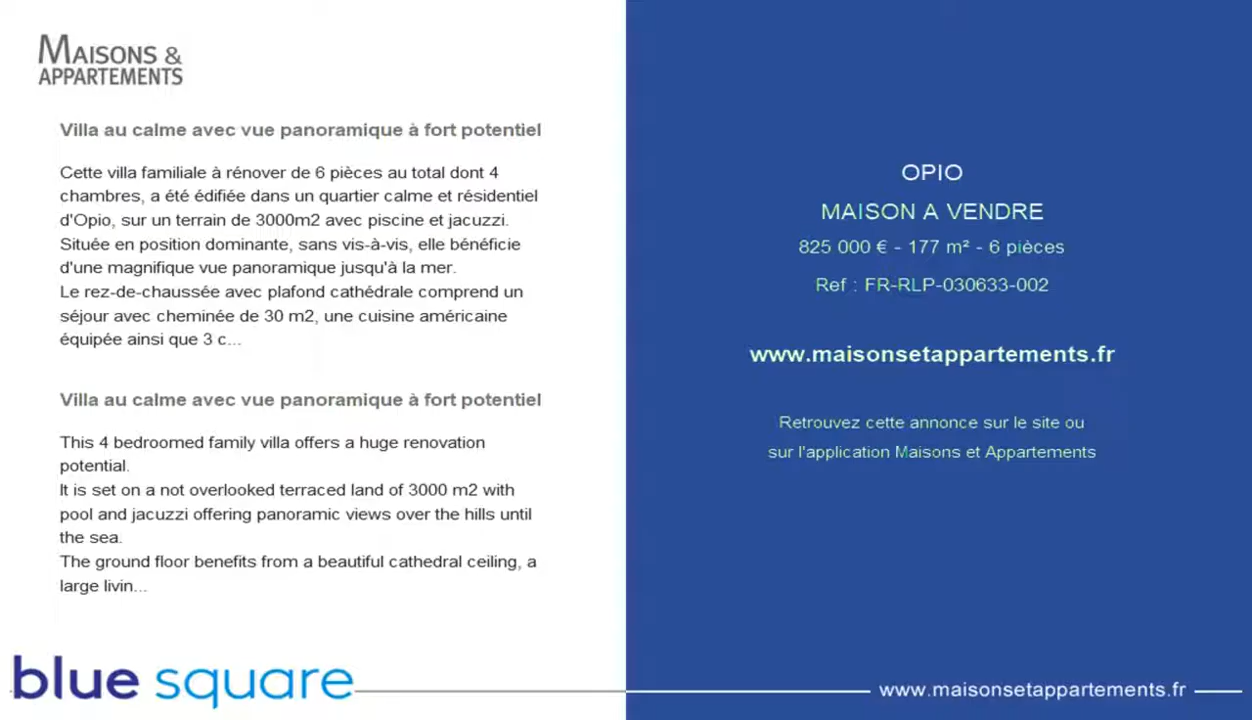 MAISONS &
APPARTEMENTS
Villa au calme avec vue panoramique à fort potentiel
Cette villa familiale à rénover de 6 pièces au total dont 4
chambres, a été édifiée dans un quartier calme et résidentiel
d'Opio, sur un terrain de 3000m2 avec piscine et jacuzzi.
Située en position dominante, sans vis-à-vis, elle bénéficie
d'une magnifique vue panoramique jusqu'à la mer.
Le rez-de-chaussée avec plafond cathédrale comprend un
séjour avec cheminée de 30 m2, une cuisine américaine
équipée ainsi que 3 c...
Villa au calme avec vue panoramique à fort potentiel
This 4 bedroomed family villa offers a huge renovation
potential.
It is set on a not overlooked terraced land of 3000 m2 with
pool and jacuzzi offering panoramic views over the hills until
the sea.
The ground floor benefits from a beautiful cathedral ceiling, a
large livin...
blue square
OPIO
MAISON A VENDRE
825 000 € - 177 m² - 6 pièces
Ref : FR-RLP-030633-002
www.maisonsetappartements.fr
Retrouvez cette annonce sur le site ou
sur l'application Maisons et Appartements
www.maisonsetappartements.fr